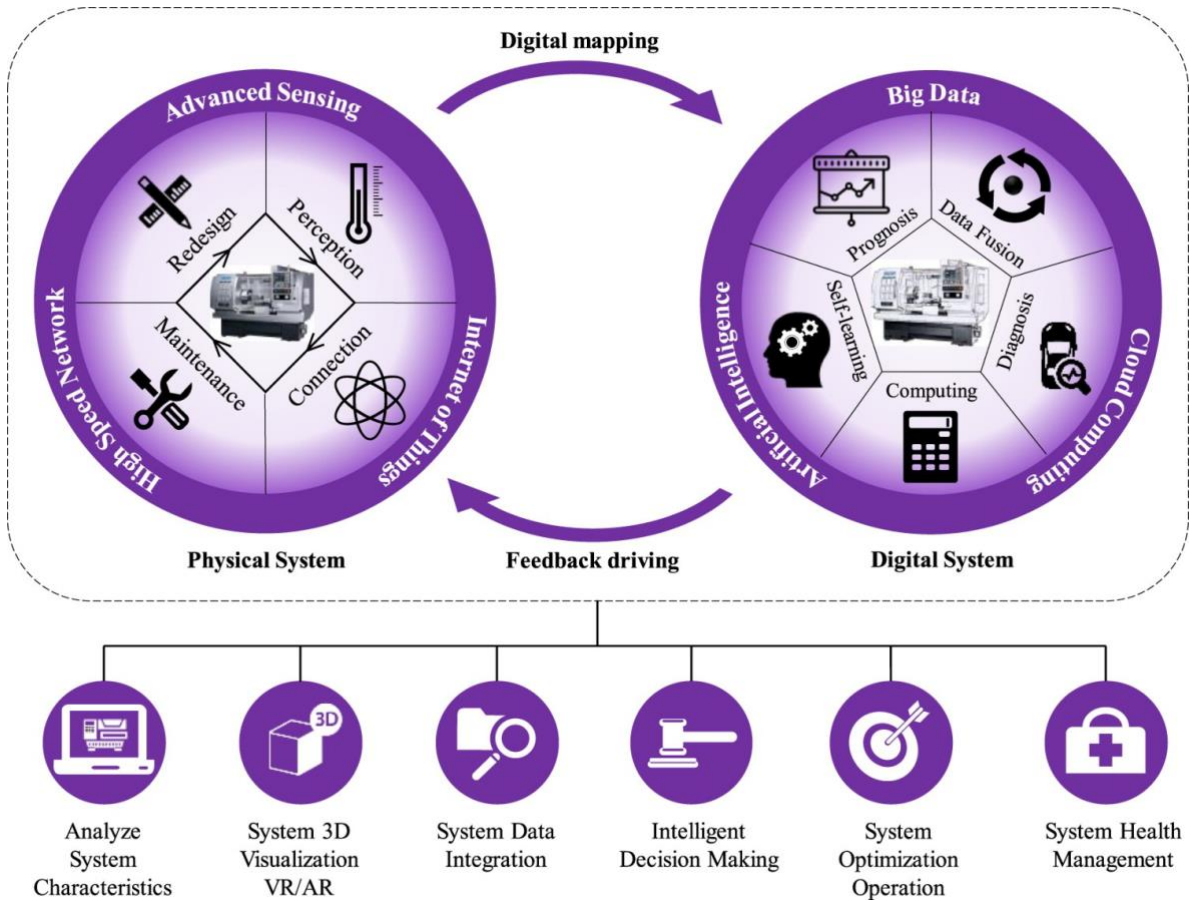 Digital mapping
Advanced Sensing
High Speed Network
Internet of Things
Redesign
Perception
Maintenance
Connection
Physical System
Big Data
Artificial Intelligence
Cloud Computing
Prognosis
Data Fusion
Self-learning
Diagnosis
Computing
Digital System
Feedback driving
3D
Analyze
System
Characteristics
System 3D
Visualization
VR/AR
System Data
Integration
Intelligent
Decision Making
System
Optimization
Operation
System Health
Management